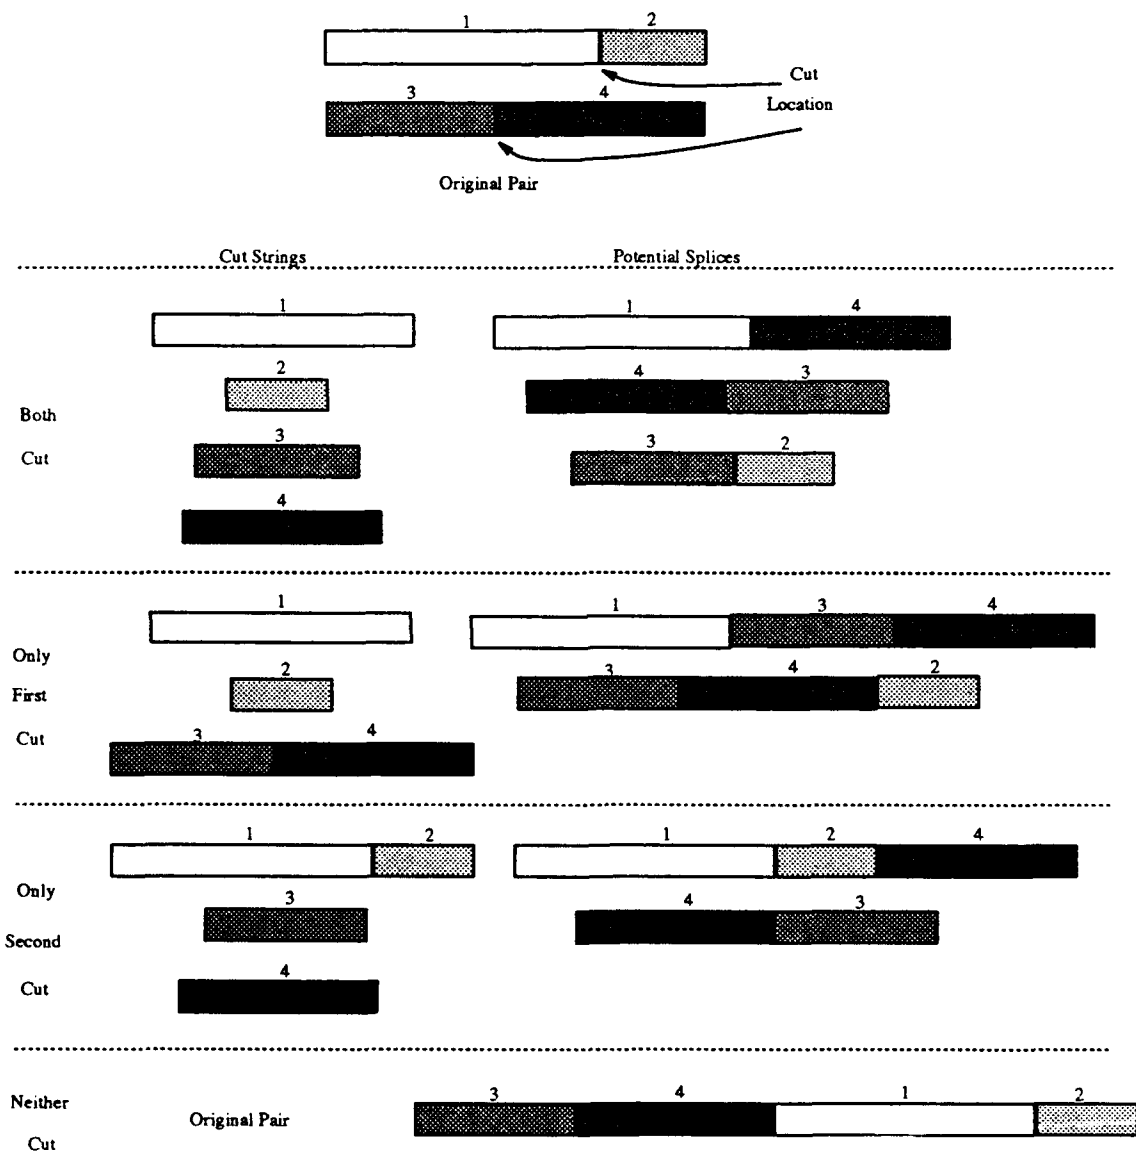 1 2
Cut
3 4
Location
Original Pair
Cut Strings Potential Splices
1 1 4
2 4 3
Both
3 3 2
Cut
4
1 1 3 4
Only
2 3 4 2
First
Cut
3 4
1 2 1 2 4
Only
3 4 3
Second
4
Cut
3 4 1 2
Neither
Original Pair
Cut